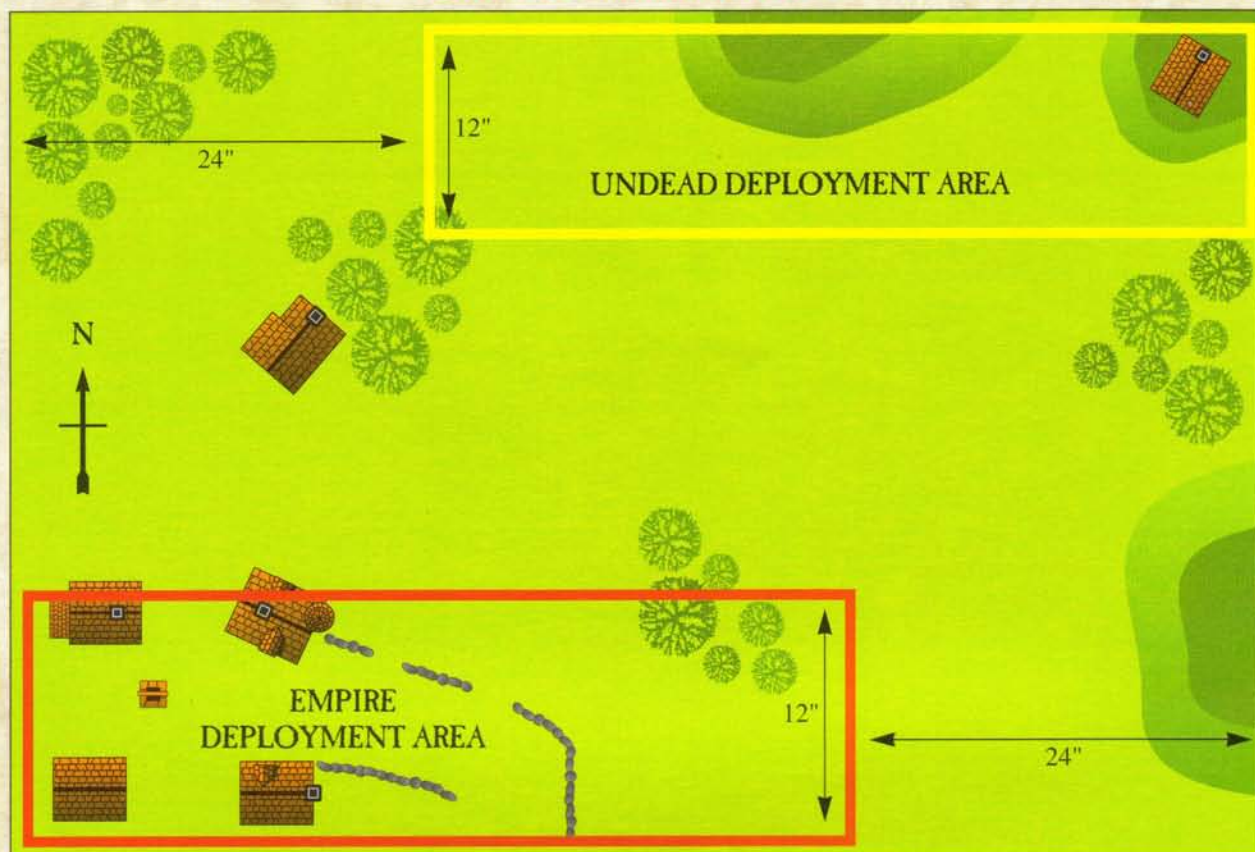 12"
24"
UNDEAD DEPLOYMENT AREA
N
EMPIRE
DEPLOYMENT AREA
12"
24"